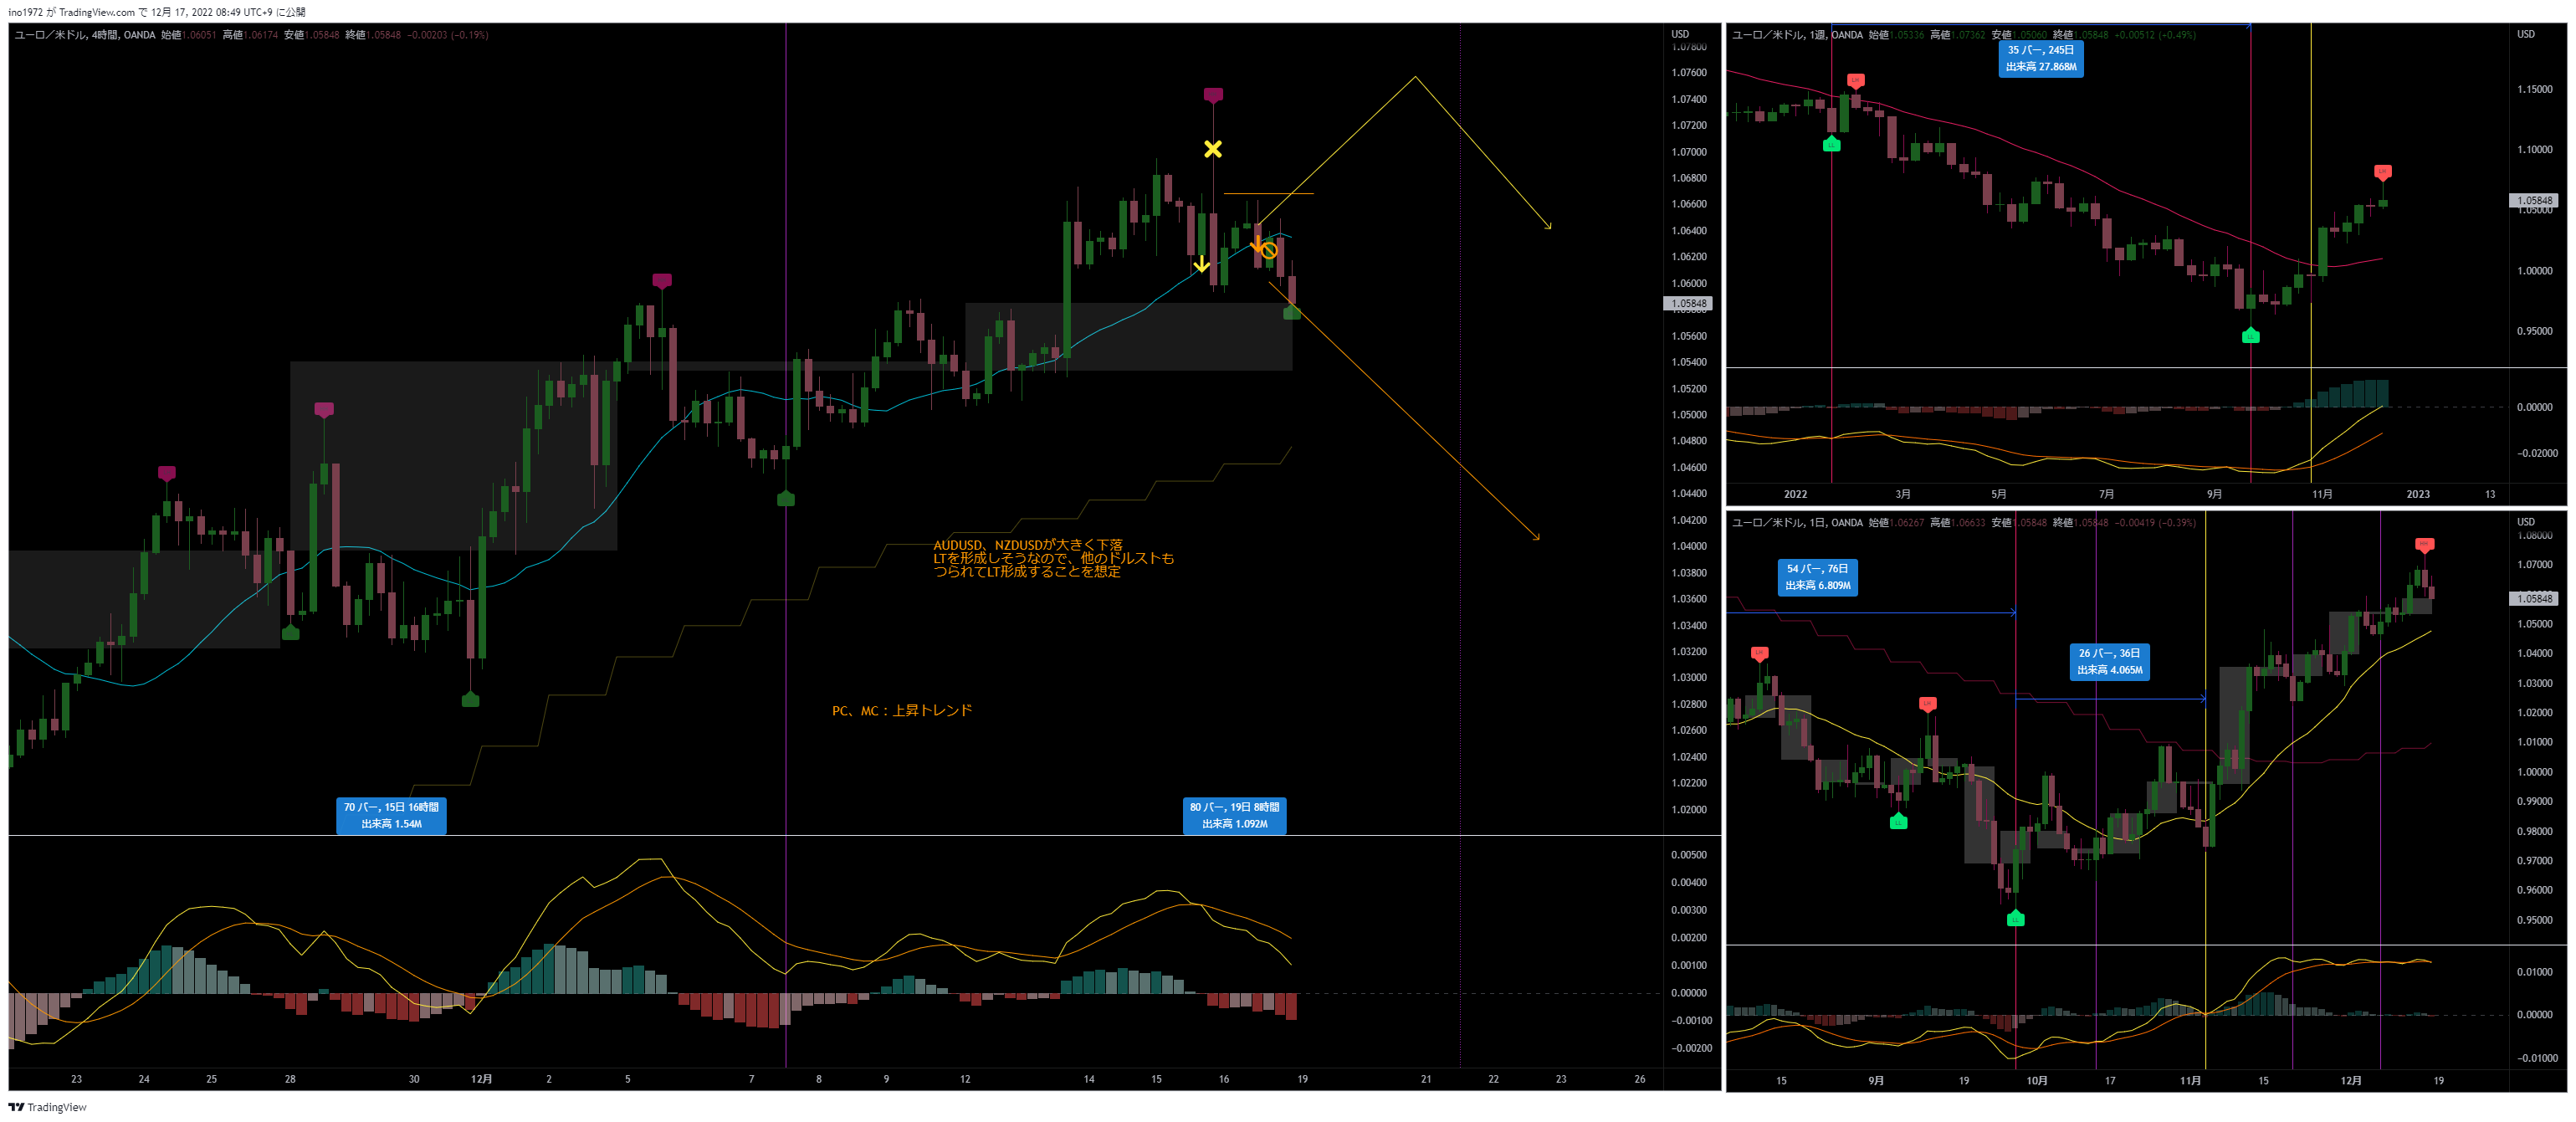 ino1972 が TradingView.com で 12月 17, 2022 08:49 UTC+9 に公開
ユーロ／米ドル, 4時間, OANDA 始値1.06051 高値1.06174 安値1.05848 終値1.05848 −0.00203 (−0.19%)
USD
1.07800
1.07600
1.07400
1.07200
1.07000
1.06800
1.06600
1.06400
1.06200
1.06000
1.05848
1.05800
1.05600
1.05400
1.05200
1.05000
1.04800
1.04600
1.04400
1.04200
1.04000
1.03800
1.03600
1.03400
1.03200
1.03000
1.02800
1.02600
1.02400
1.02200
1.02000
AUDUSD、NZDUSDが大きく下落
LTを形成しそうなので、他のドルストも
つられてLT形成することを想定
PC、MC：上昇トレンド
70 バー, 15日 16時間
出来高 1.54M
80 バー, 19日 8時間
出来高 1.092M
0.00500
0.00400
0.00300
0.00200
0.00100
0.00000
−0.00100
−0.00200
23 24 25 28 30 12月 2 5 7 8 9 12 14 15 16 19 21 22 23 26
ユーロ／米ドル, 1週, OANDA 始値1.05336 高値1.07362 安値1.05060 終値1.05848 +0.00512 (−0.49%)
USD
35 バー, 245日
出来高 27.868M
LH
LL
LH
LL
1.15000
1.10000
1.05848
1.05000
1.00000
0.95000
0.00000
−0.02000
2022 3月 5月 7月 9月 11月 2023 13
ユーロ／米ドル, 1日, OANDA 始値1.06267 高値1.06633 安値1.05848 終値1.05848 −0.00419 (−0.39%)
USD
54 バー, 76日
出来高 6.809M
26 バー, 36日
出来高 4.065M
LH
LH
LL
LL
HH
1.08000
1.07000
1.05848
1.05000
1.04000
1.03000
1.02000
1.01000
1.00000
0.99000
0.98000
0.97000
0.96000
0.95000
0.01000
0.00000
−0.01000
15 9月 19 10月 17 11月 15 12月 19
TradingView